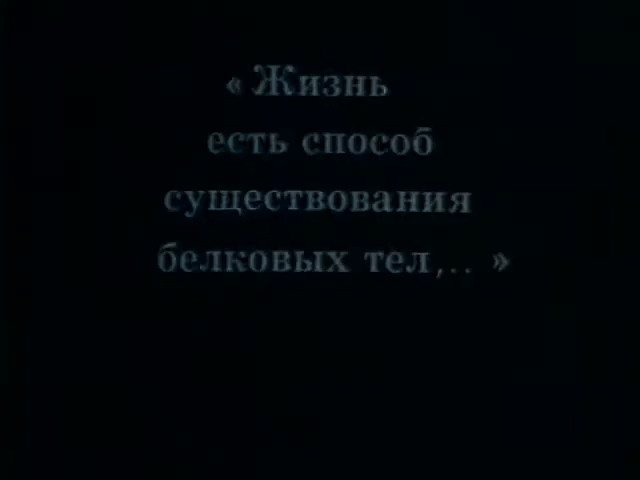 « Жизнь
есть способ
существования
белковых тел,.. »